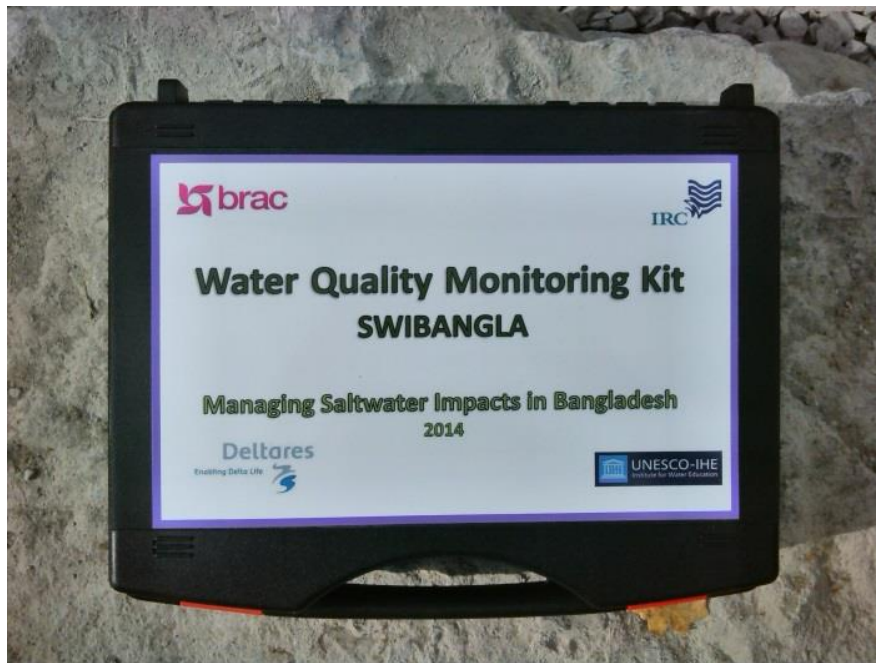 brac
IRC
Water Quality Monitoring Kit
SWIBANGLA
Managing Saltwater Impacts in Bangladesh
2014
Deltares
Enabling Delta Life
UNESCO-IHE
Institute for Water Education